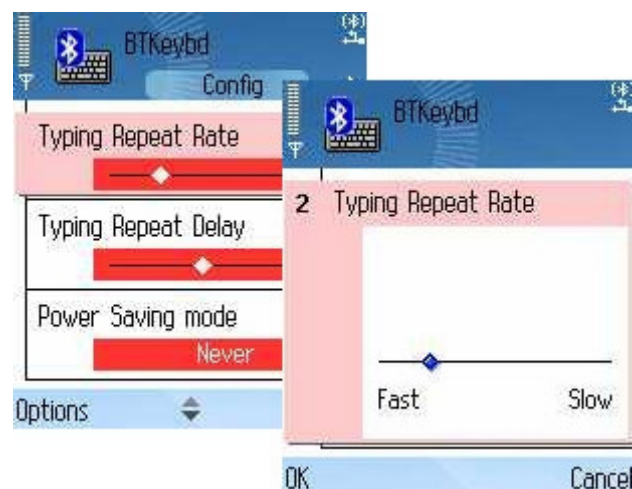 BTKeybd
Config
Typing Repeat Rate
Typing Repeat Delay
Power Saving mode
Never
Options
BTKeybd
2 Typing Repeat Rate
Fast Slow
OK Cancel